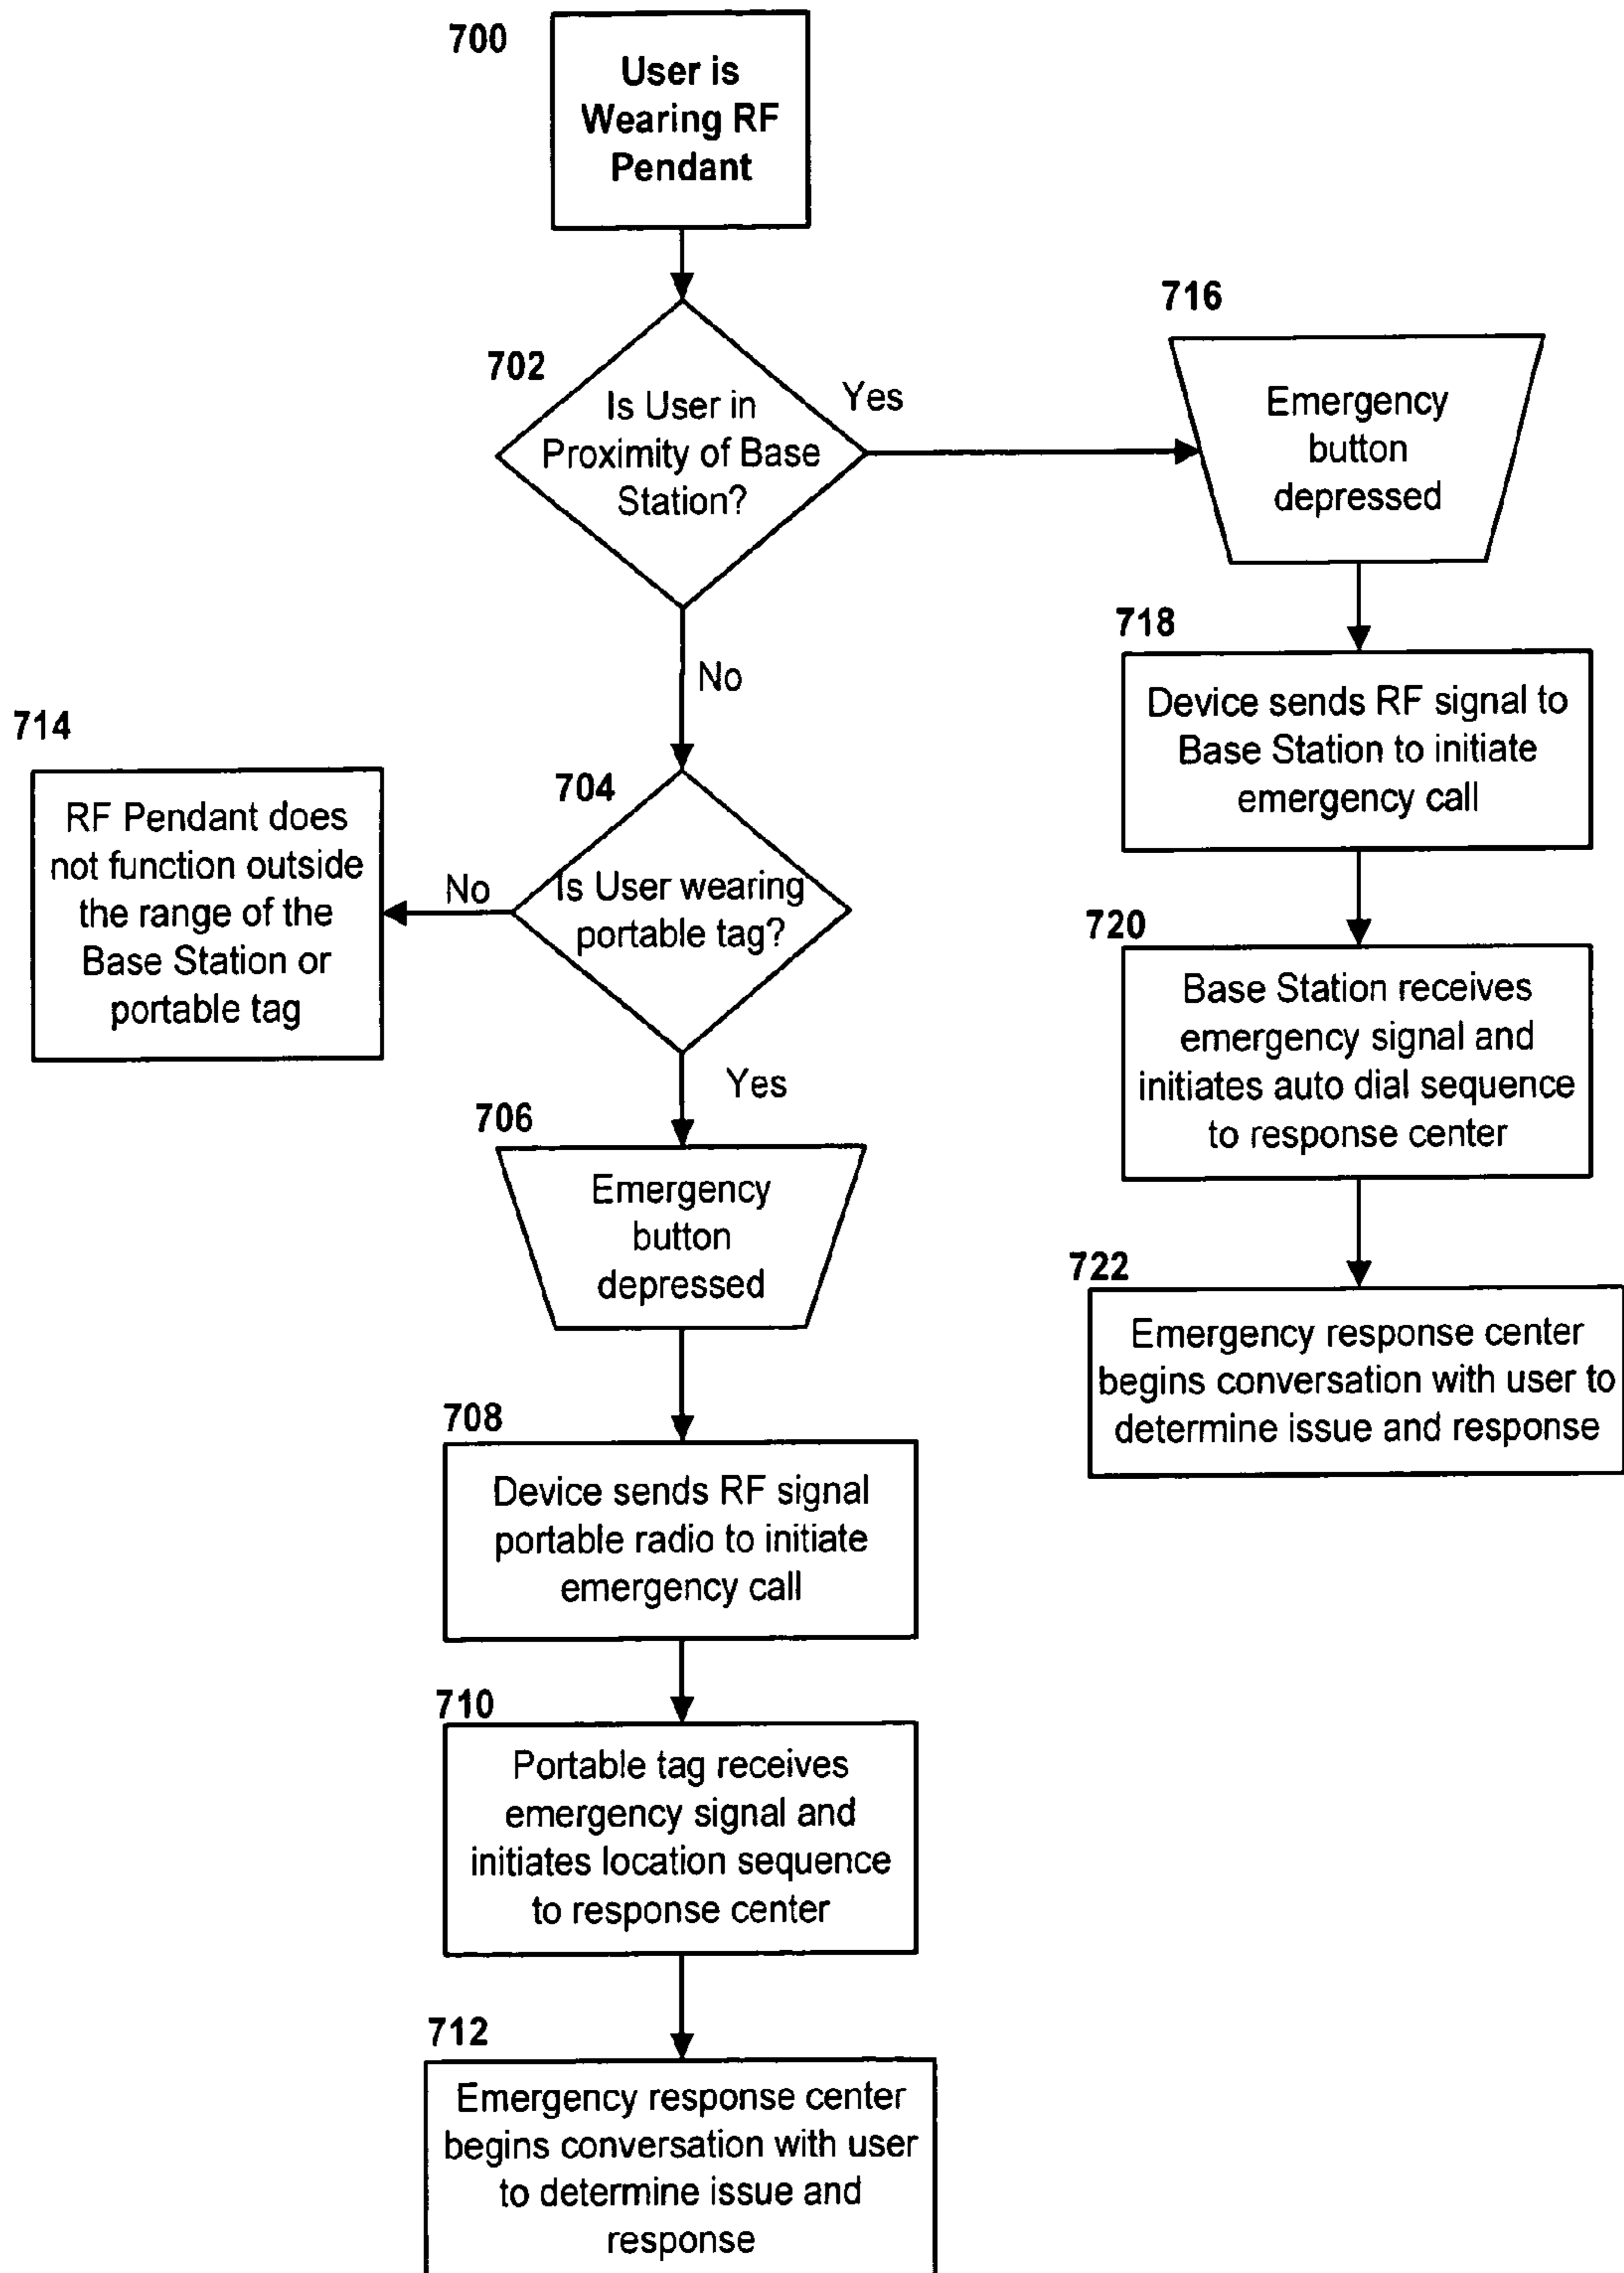 700
User is
Wearing RF
Pendant
702
Is User in
Proximity of Base
Station?
Yes
No
716
Emergency
button
depressed
718
Device sends RF signal to
Base Station to initiate
emergency call
720
Base Station receives
emergency signal and
initiates auto dial sequence
to response center
722
Emergency response center
begins conversation with user to
determine issue and response
704
Is User wearing
portable tag?
No
Yes
714
RF Pendant does
not function outside
the range of the
Base Station or
portable tag
706
Emergency
button
depressed
708
Device sends RF signal
portable radio to initiate
emergency call
710
Portable tag receives
emergency signal and
initiates location sequence
to response center
712
Emergency response center
begins conversation with user
to determine issue and
response